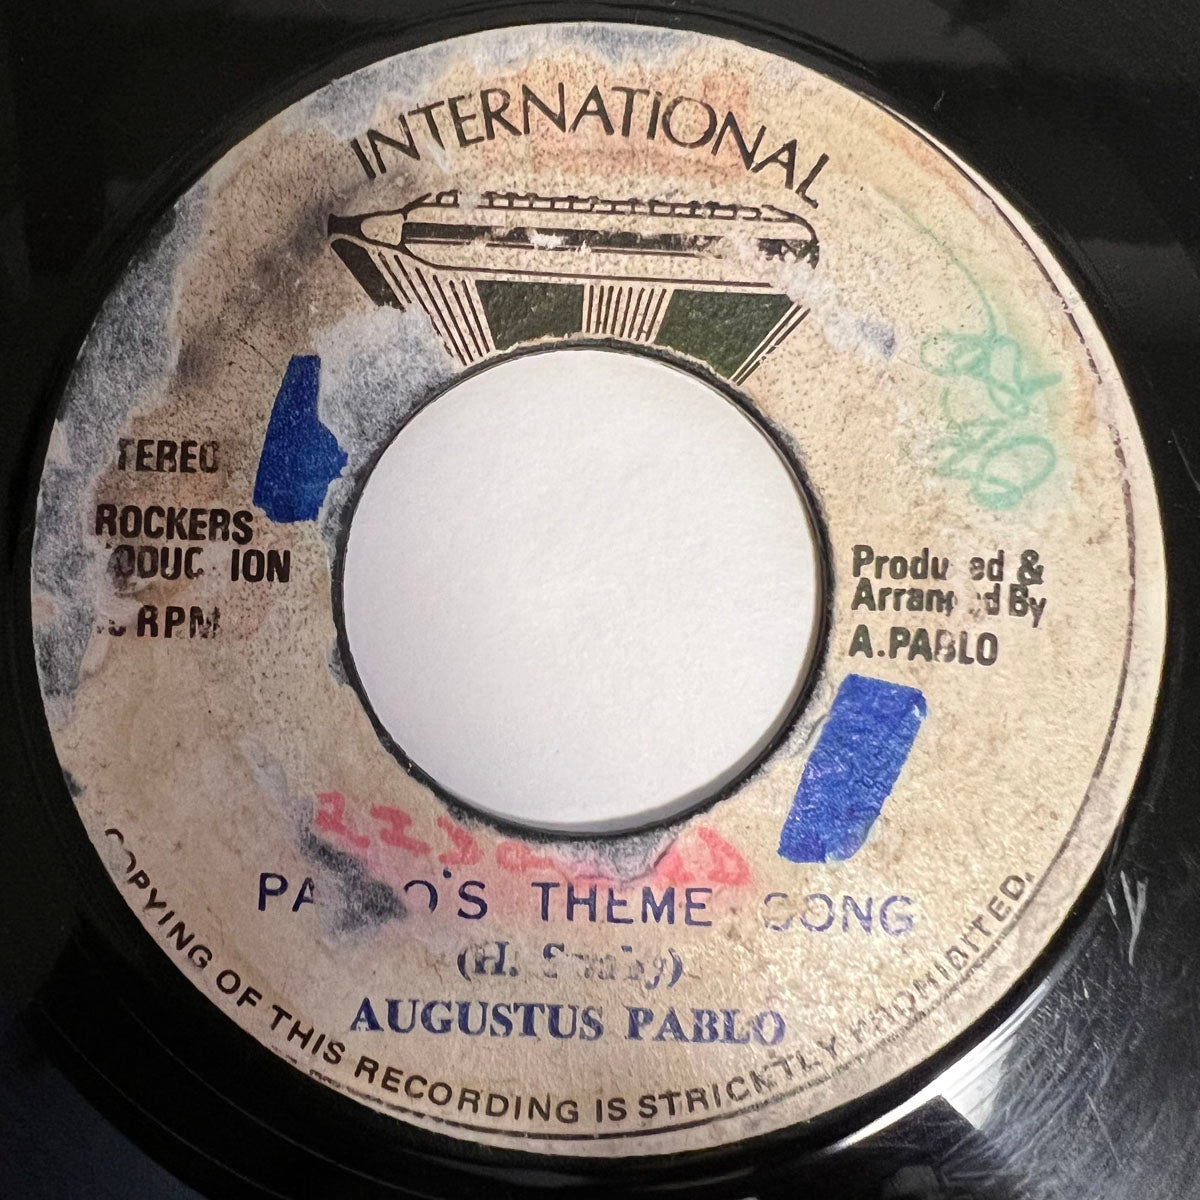 INTERNATIONAL
TEREO
ROCKERS
ODUC ION
RPM
Produ ed &
Arran d By
A.PABLO
PA O'S THEME SONG
(H. S
AUGUSTUS PABLO
COPYING OF THIS RECORDING IS STRICKTLY PROHIBITED.